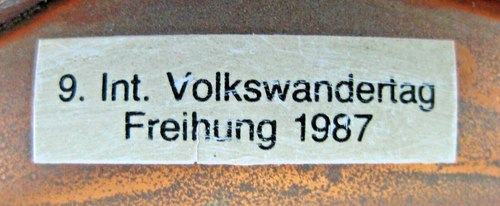 9. Int. Volkswandertag
Freihung 1987